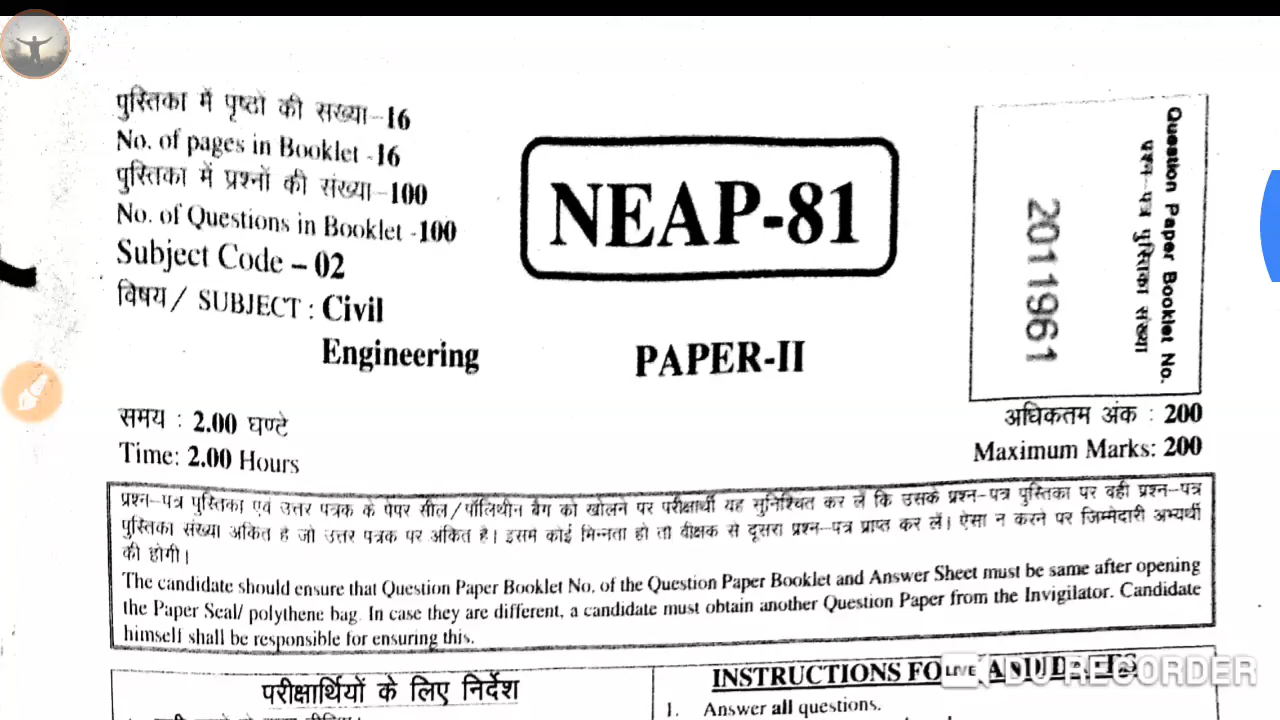 पुस्तिका में पृष्ठों की सख्या-16
No. of pages in Booklet -16
पुस्तिका में प्रश्नों की संख्या-100
No. of Questions in Booklet -100
Subject Code – 02
विषय / SUBJECT : Civil
Engineering
NEAP-81
PAPER-II
Question Paper Booklet No.
प्रश्न-पत्र पुस्तिका संख्या
2011961
समय : 2.00 घण्टे
Time: 2.00 Hours
अधिकतम अंक : 200
Maximum Marks: 200
प्रश्न-पत्र पुस्तिका एवं उत्तर पत्रक के पेपर सील/पॉलिथीन बैग को खोलने पर परीक्षार्थी यह सुनिश्चित कर लें कि उसके प्रश्न-पत्र पुस्तिका पर वही प्रश्न-पत्र
पुस्तिका संख्या अंकित है जो उत्तर पत्रक पर अंकित है। इसमें कोई भिन्नता हो तो वीक्षक से दूसरा प्रश्न-पत्र प्राप्त कर लें। ऐसा न करने पर जिम्मेदारी अभ्यर्थी
की होगी।
The candidate should ensure that Question Paper Booklet No. of the Question Paper Booklet and Answer Sheet must be same after opening
the Paper Seal/ polythene bag. In case they are different, a candidate must obtain another Question Paper from the Invigilator. Candidate
himself shall be responsible for ensuring this.
परीक्षार्थियों के लिए निर्देश
INSTRUCTIONS FO
LIVE
DU RECORDER
1. Answer all questions.